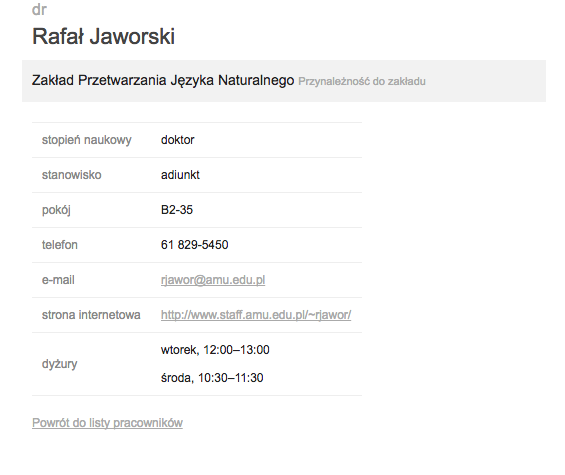 dr
Rafał Jaworski
Zakład Przetwarzania Języka Naturalnego Przynależność do zakładu
stopień naukowy doktor
stanowisko adiunkt
pokój B2-35
telefon 61 829-5450
e-mail rjawor@amu.edu.pl
strona internetowa http://www.staff.amu.edu.pl/~rjawor/
dyżury wtorek, 12:00–13:00
środa, 10:30–11:30
Powrót do listy pracowników